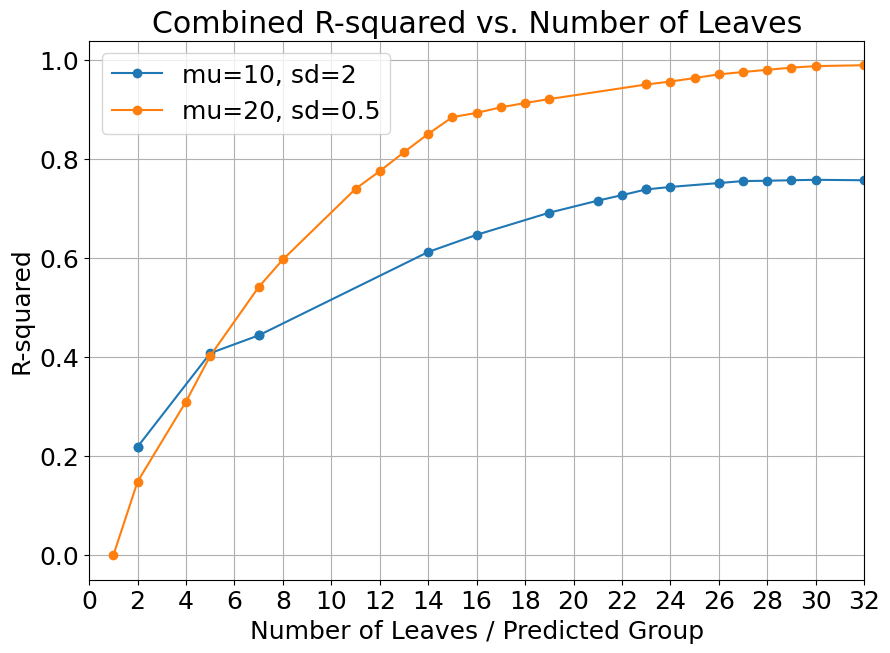 Combined R-squared vs. Number of Leaves
mu=10, sd=2
mu=20, sd=0.5
R-squared
1.0
0.8
0.6
0.4
0.2
0.0
0 2 4 6 8 10 12 14 16 18 20 22 24 26 28 30 32
Number of Leaves / Predicted Group